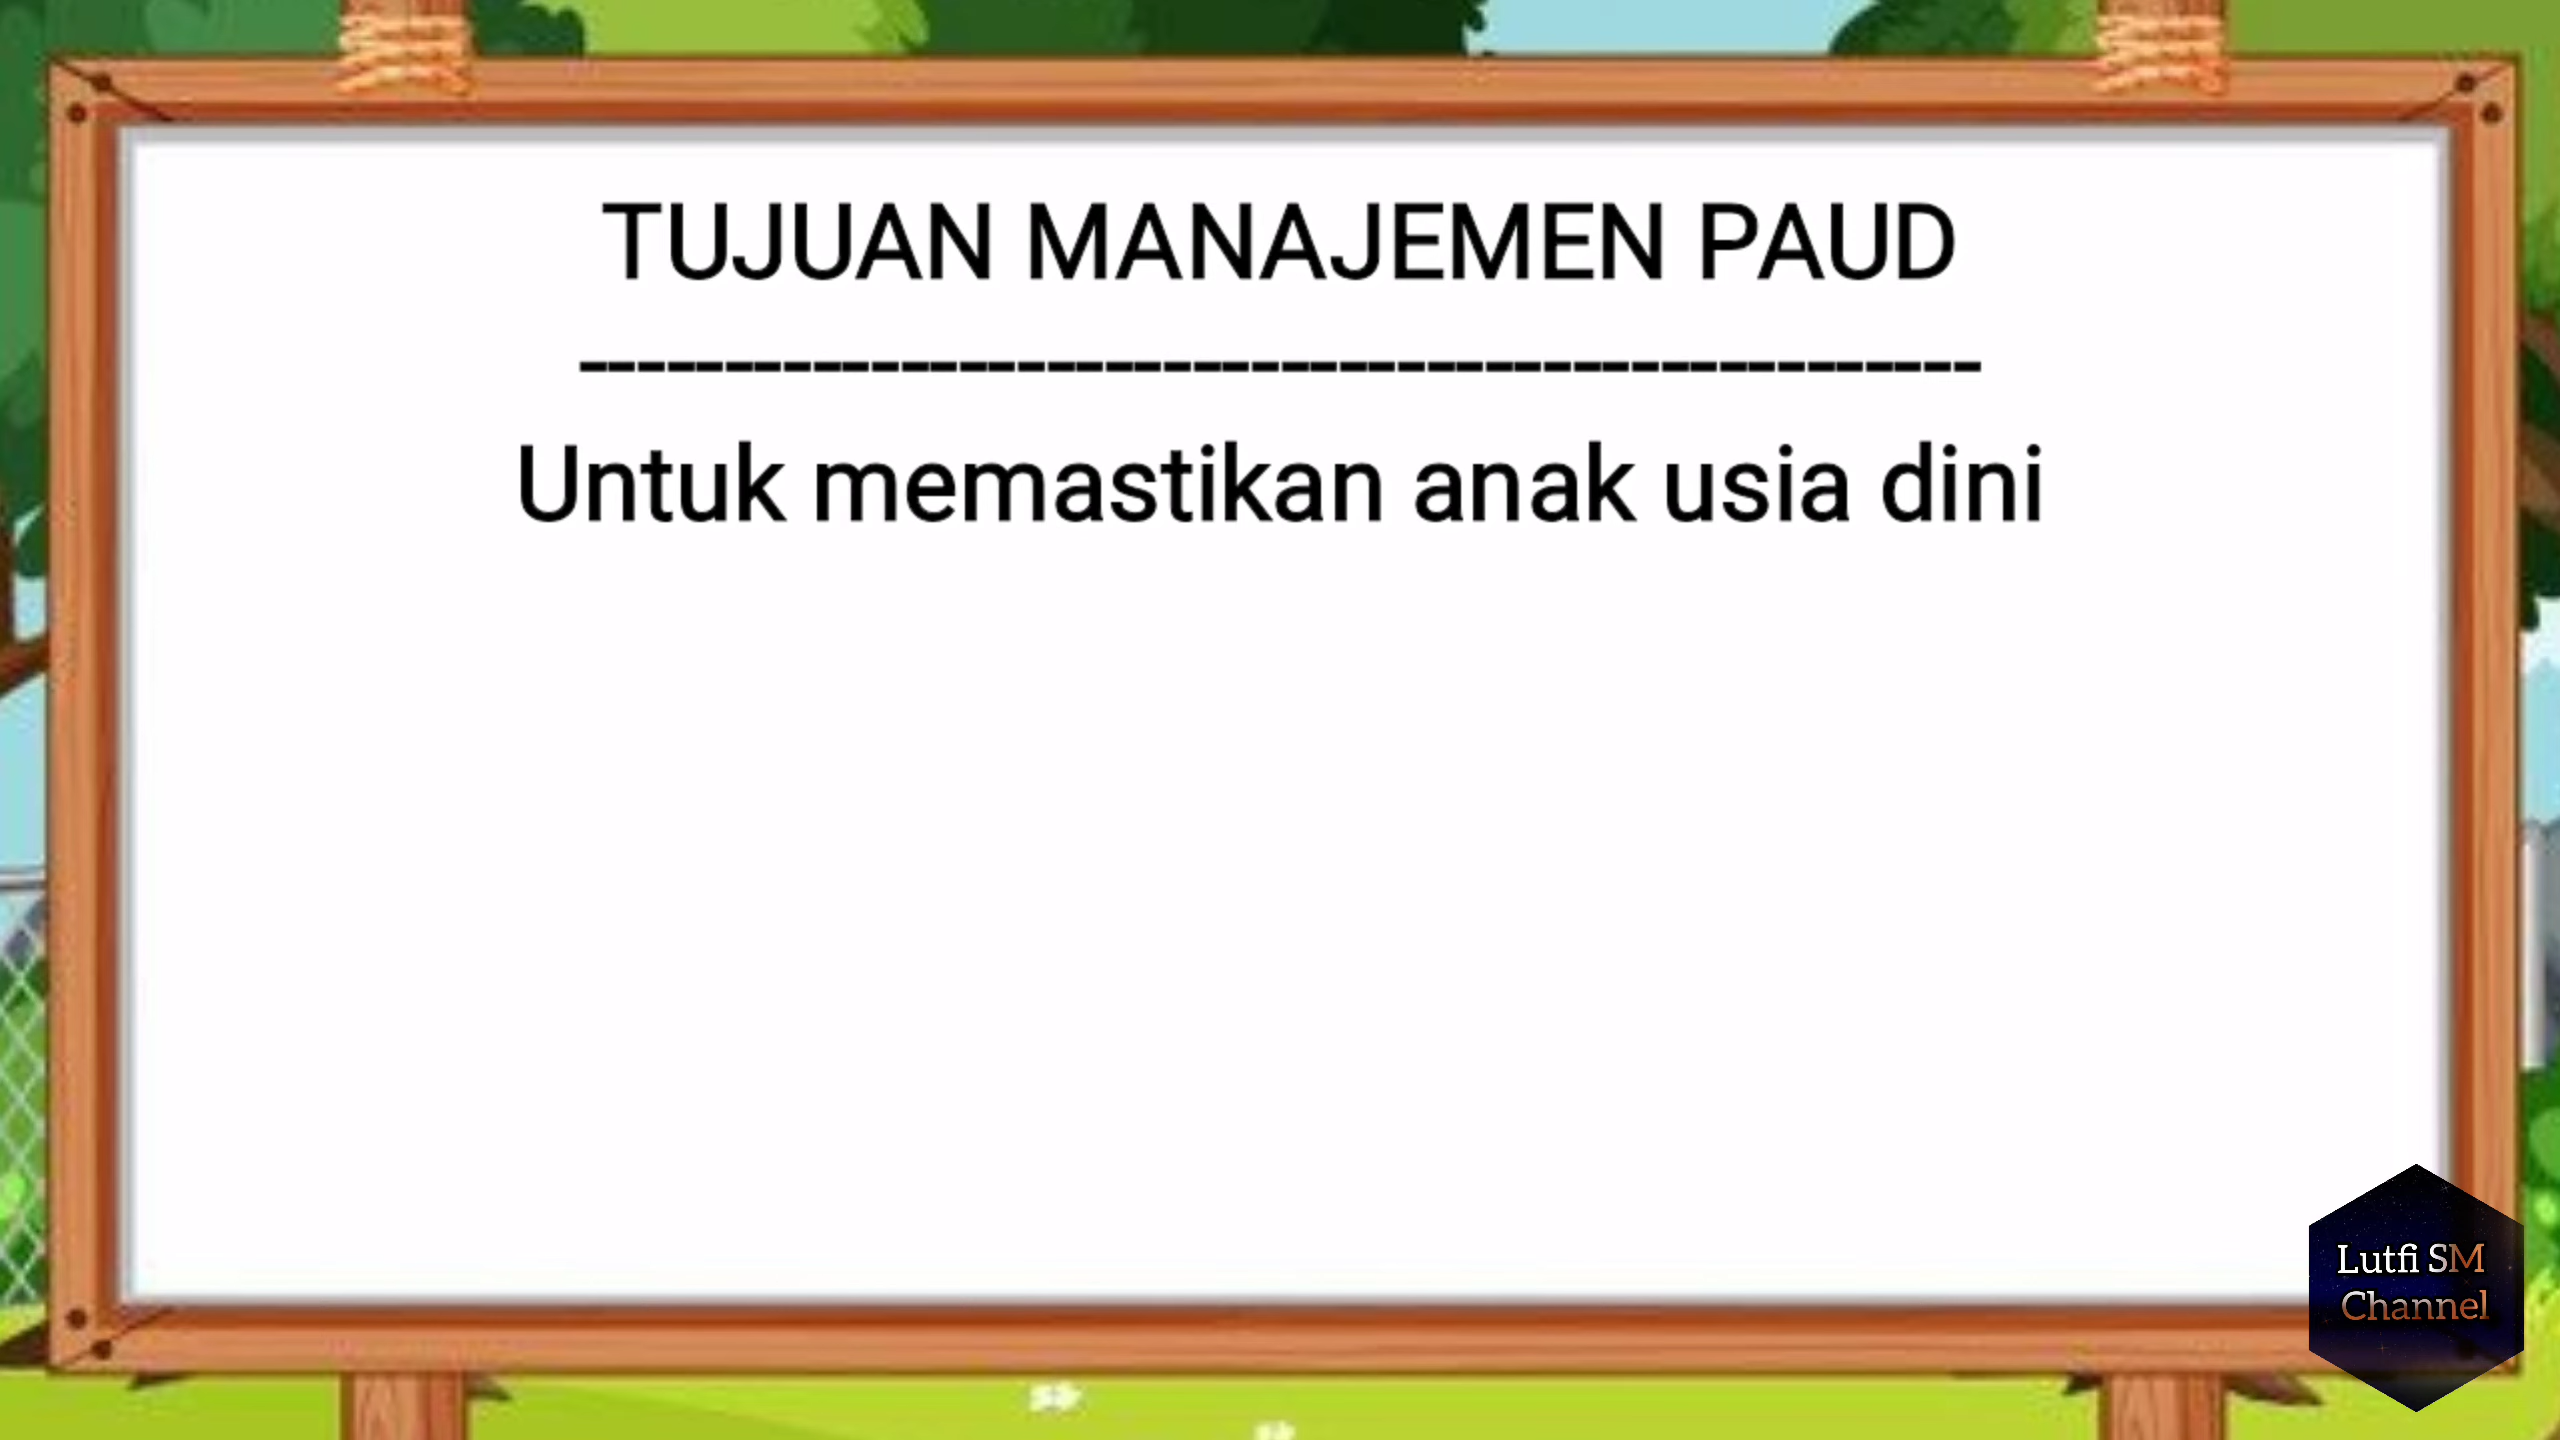 TUJUAN MANAJEMEN PAUD
------------------------------------------------
Untuk memastikan anak usia dini
Lutfi SM
Channel